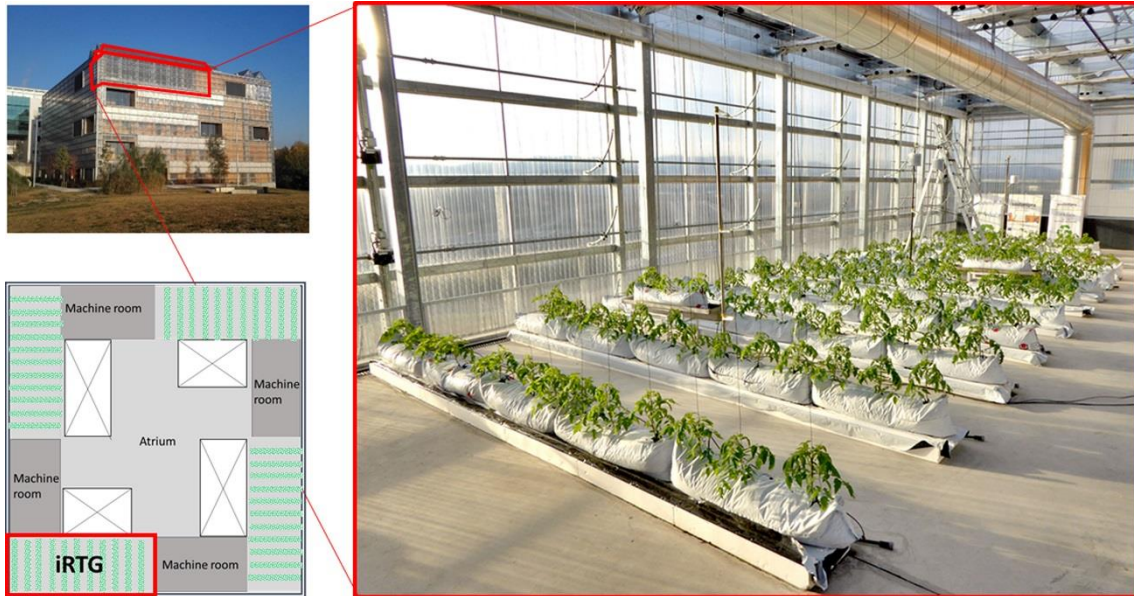 Machine room
Machine
room
Atrium
Machine
room
iRTG
Machine room